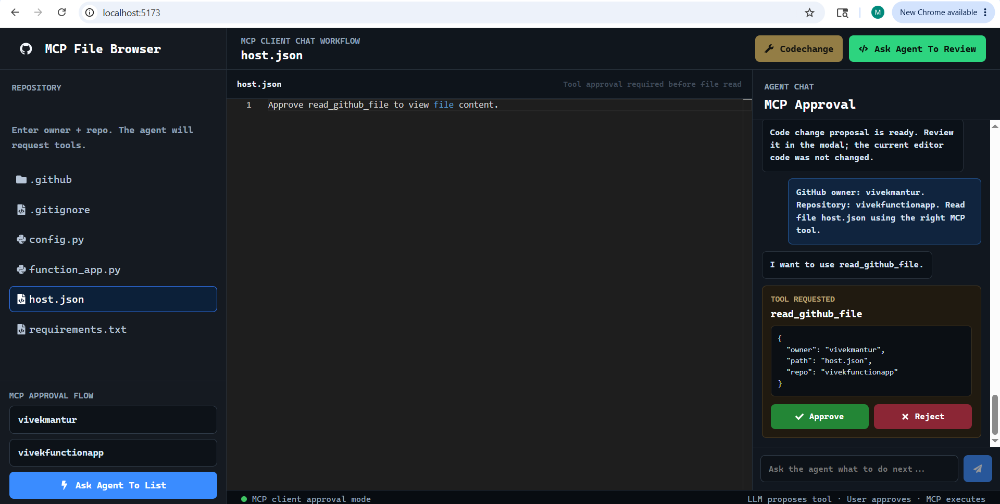 localhost:5173
M
New Chrome available
MCP File Browser
MCP CLIENT CHAT WORKFLOW
host.json
Codechange
Ask Agent To Review
REPOSITORY
Enter owner + repo. The agent will
request tools.
.github
.gitignore
config.py
function_app.py
host.json
requirements.txt
MCP APPROVAL FLOW
vivekmantur
vivekfunctionapp
Ask Agent To List
host.json
Tool approval required before file read
1 Approve read_github_file to view file content.
AGENT CHAT
MCP Approval
Code change proposal is ready. Review
it in the modal; the current editor
code was not changed.
GitHub owner: vivekmantur.
Repository: vivekfunctionapp. Read
file host.json using the right MCP
tool.
I want to use read_github_file.
TOOL REQUESTED
read_github_file
{
"owner": "vivekmantur",
"path": "host.json",
"repo": "vivekfunctionapp"
}
Approve
Reject
Ask the agent what to do next...
MCP client approval mode
LLM proposes tool · User approves · MCP executes